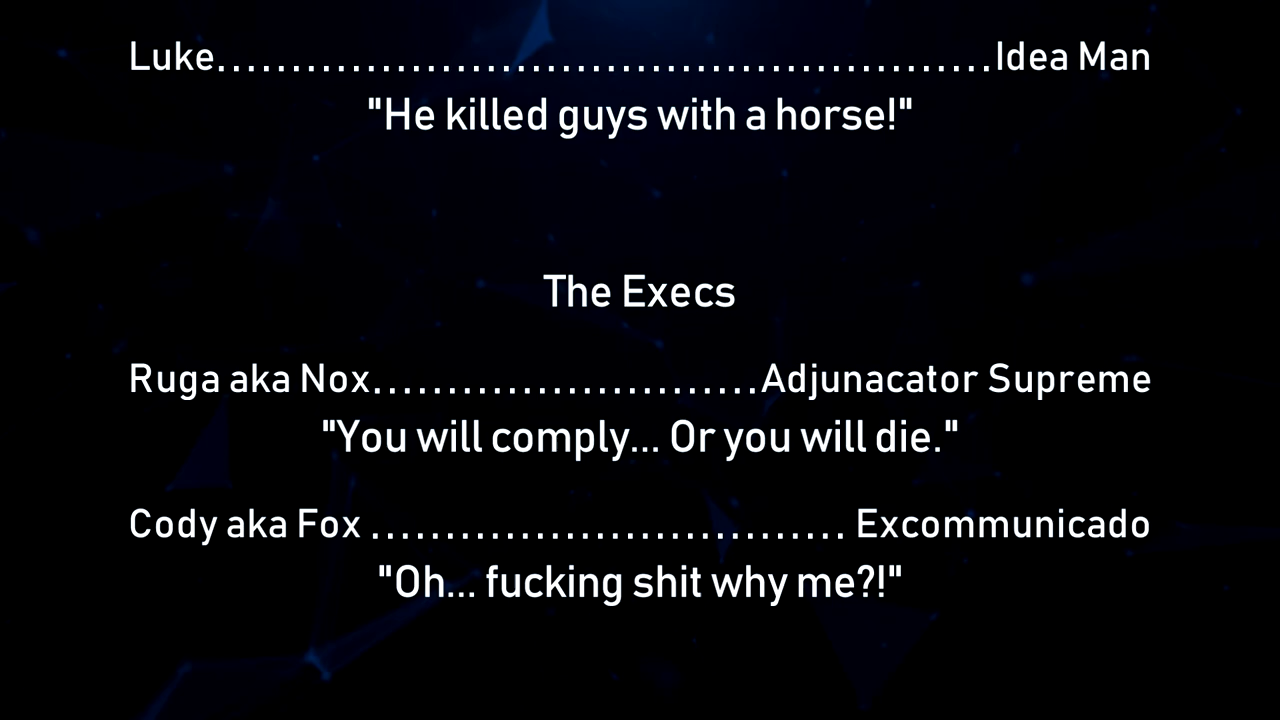 Luke....................................................Idea Man
"He killed guys with a horse!"
The Execs
Ruga aka Nox..........................Adjunacator Supreme
"You will comply... Or you will die."
Cody aka Fox ................................ Excommunicado
"Oh... fucking shit why me?!"